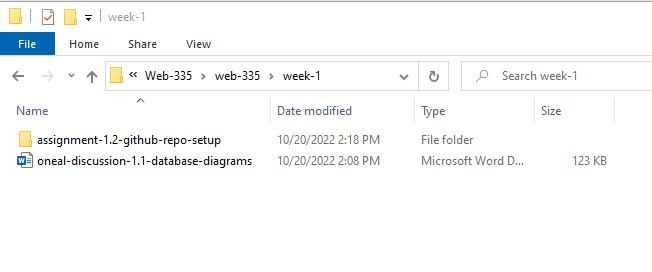 week-1
File Home Share View
Web-335 web-335 week-1 Search week-1
Name Date modified Type Size
assignment-1.2-github-repo-setup 10/20/2022 2:18 PM File folder
oneal-discussion-1.1-database-diagrams 10/20/2022 2:08 PM Microsoft Word D... 123 KB